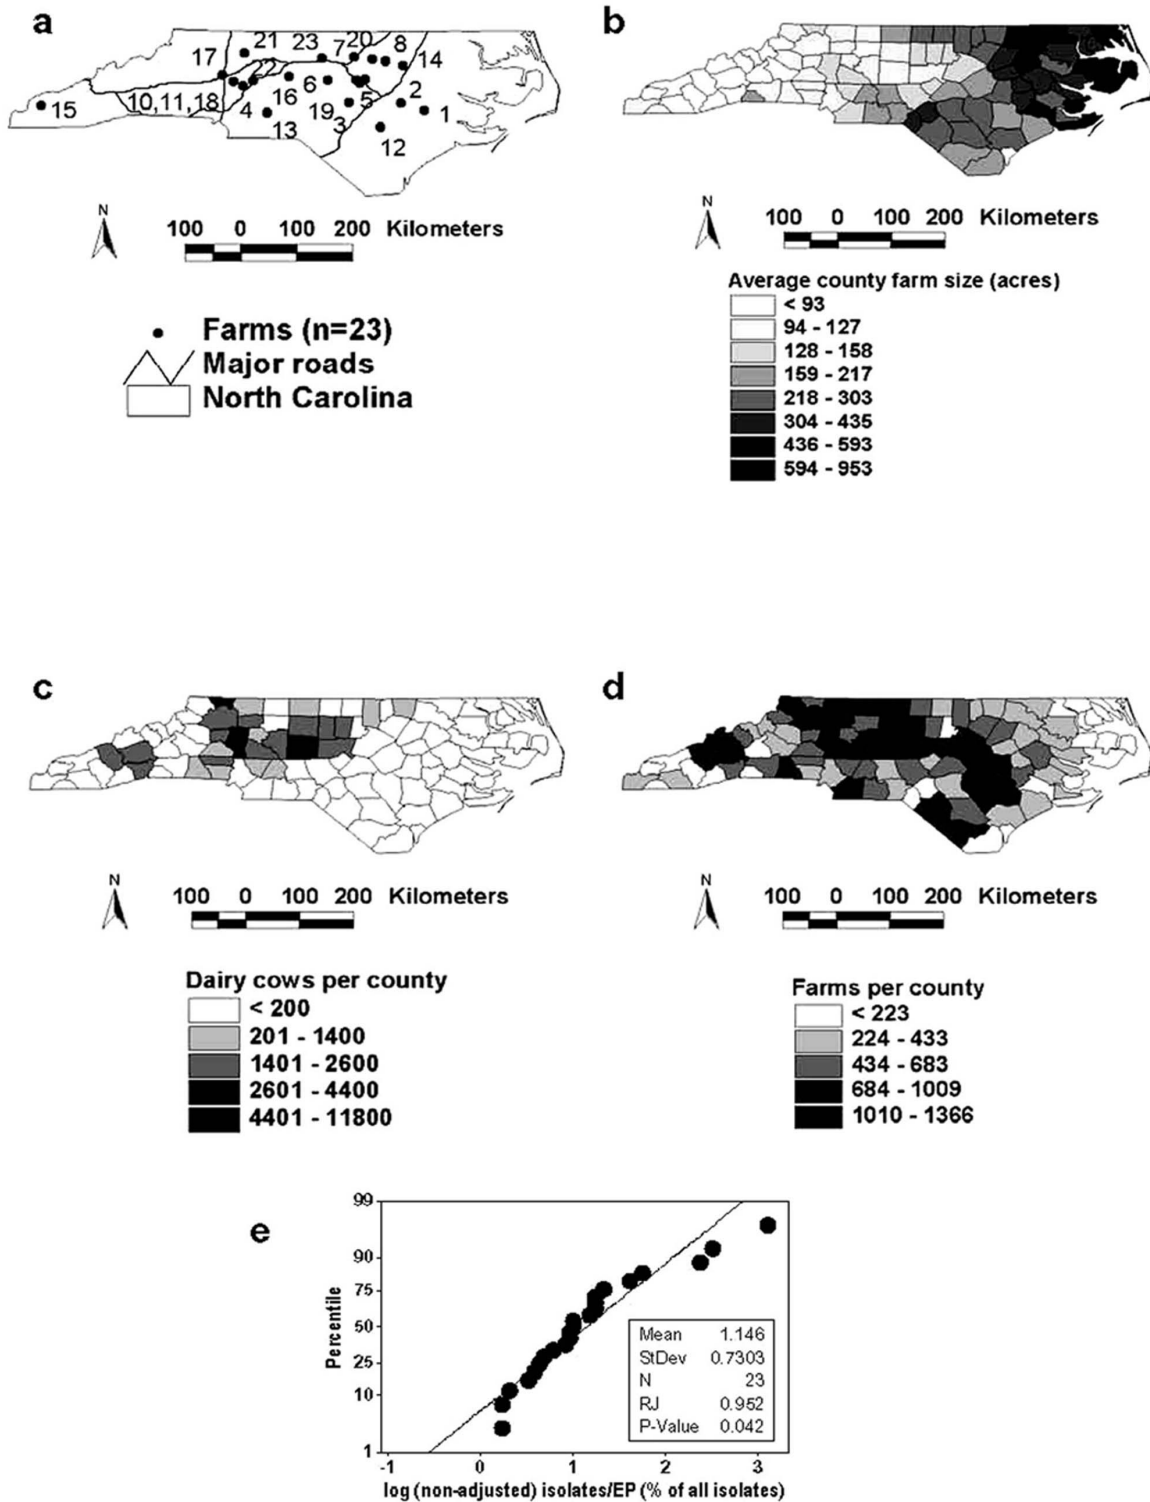 a
21 23 7 20 8
17 14
15 10,11,18 4 16 6 19 3 5 2 1
13 12
N
100 0 100 200 Kilometers
Farms (n=23)
Major roads
North Carolina
b
N
100 0 100 200 Kilometers
Average county farm size (acres)
< 93
94 - 127
128 - 158
159 - 217
218 - 303
304 - 435
436 - 593
594 - 953
c
N
100 0 100 200 Kilometers
Dairy cows per county
< 200
201 - 1400
1401 - 2600
2601 - 4400
4401 - 11800
d
N
100 0 100 200 Kilometers
Farms per county
< 223
224 - 433
434 - 683
684 - 1009
1010 - 1366
e
Percentile
99
90
75
50
25
10
1
Mean 1.146
StDev 0.7303
N 23
RJ 0.952
P-Value 0.042
-1 0 1 2 3
log (non-adjusted) isolates/EP (% of all isolates)